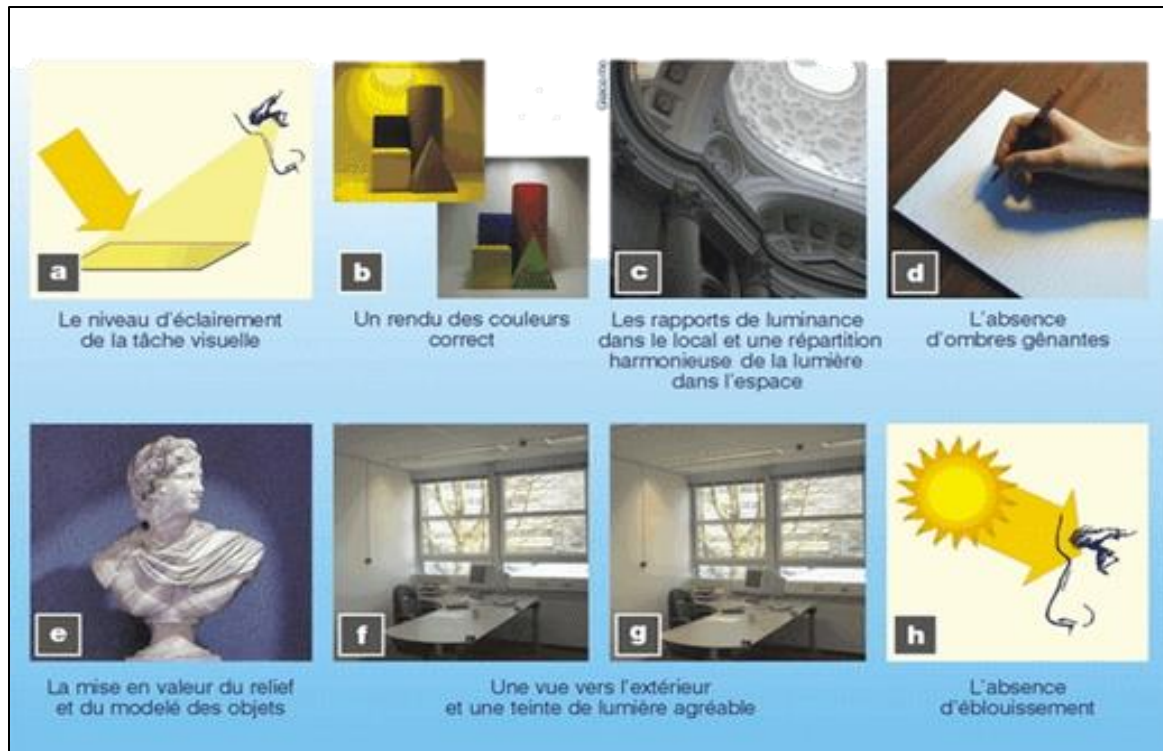 a
Le niveau d'éclairement
de la tâche visuelle
b
Un rendu des couleurs
correct
c
Les rapports de luminance
dans le local et une répartition
harmonieuse de la lumière
dans l'espace
d
L'absence
d'ombres gênantes
e
La mise en valeur du relief
et du modelé des objets
f
g
Une vue vers l'extérieur
et une teinte de lumière agréable
h
L'absence
d'éblouissement